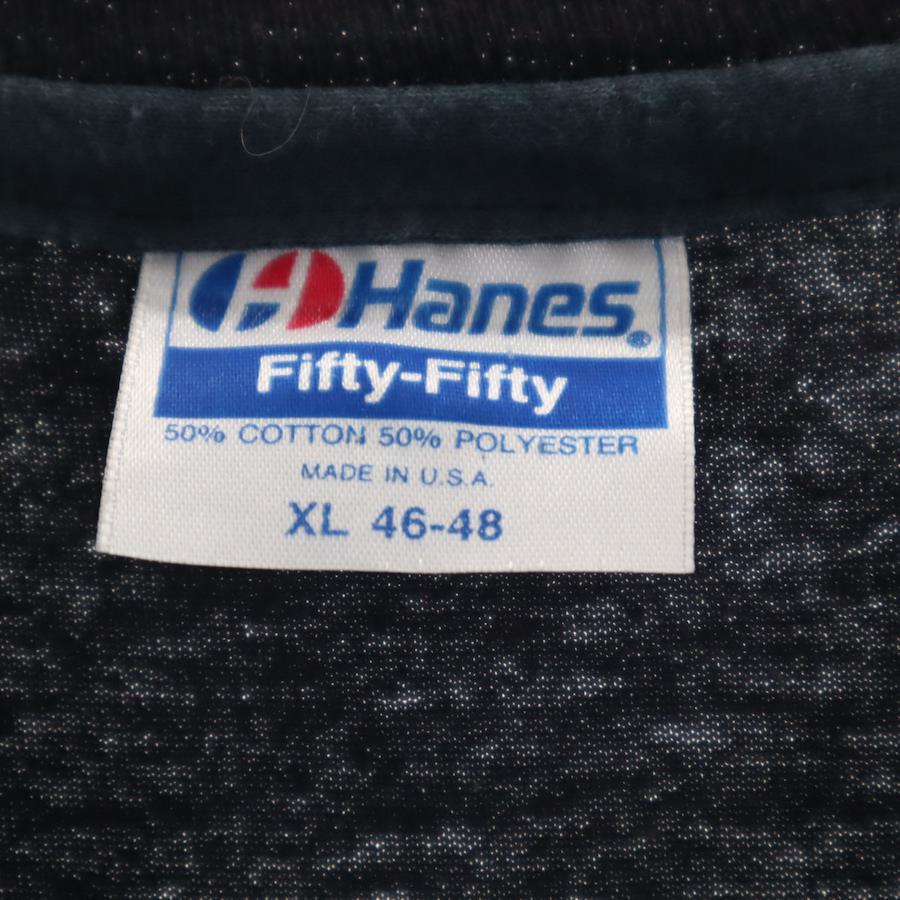 Hanes®
Fifty-Fifty
50% COTTON 50% POLYESTER
MADE IN U.S.A.
XL 46-48